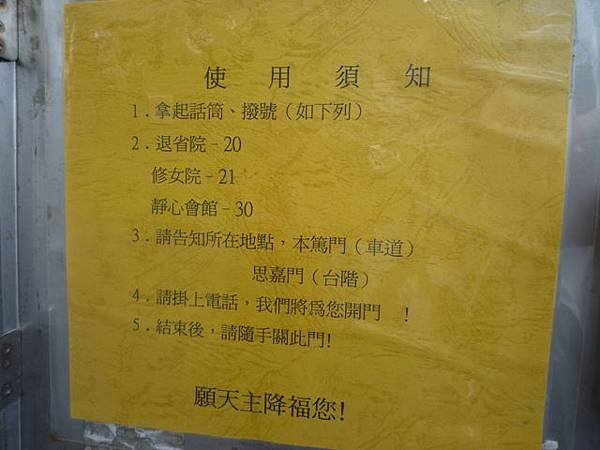 使用須知
1.拿起話筒、撥號(如下列)
2.退省院-20
修女院-21
靜心會館-30
3.請告知所在地點，本篤門(車道)
思嘉門(台階)
4.請掛上電話，我們將為您開門 !
5.結束後，請隨手關此門!
願天主降福您!